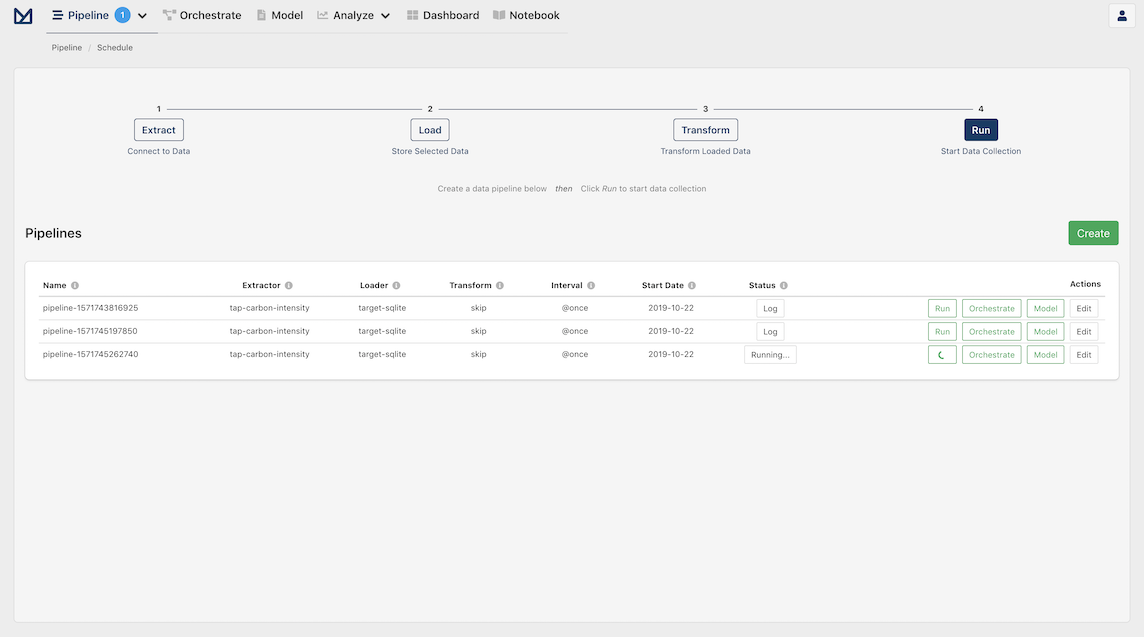 Pipeline 1 Orchestrate Model Analyze Dashboard Notebook
Pipeline / Schedule
1 2 3 4
Extract Load Transform Run
Connect to Data Store Selected Data Transform Loaded Data Start Data Collection
Create a data pipeline below then Click Run to start data collection
Pipelines Create
Name Extractor Loader Transform Interval Start Date Status Actions
pipeline-1571743816925 tap-carbon-intensity target-sqlite skip @once 2019-10-22 Log Run Orchestrate Model Edit
pipeline-1571745197850 tap-carbon-intensity target-sqlite skip @once 2019-10-22 Log Run Orchestrate Model Edit
pipeline-1571745262740 tap-carbon-intensity target-sqlite skip @once 2019-10-22 Running... Orchestrate Model Edit